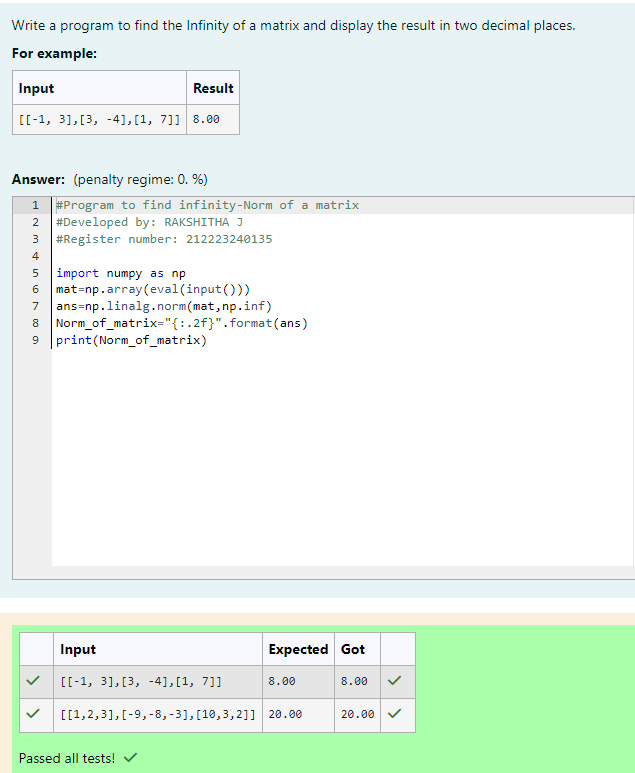 Write a program to find the Infinity of a matrix and display the result in two decimal places.
For example:
Input Result
[[-1, 3],[3, -4],[1, 7]] 8.00
Answer: (penalty regime: 0. %)
1 #Program to find infinity-Norm of a matrix
2 #Developed by: RAKSHITHA J
3 #Register number: 212223240135
4
5 import numpy as np
6 mat=np.array(eval(input()))
7 ans=np.linalg.norm(mat,np.inf)
8 Norm_of_matrix="{:.2f}".format(ans)
9 print(Norm_of_matrix)
Input Expected Got
[[-1, 3],[3, -4],[1, 7]] 8.00 8.00
[[1,2,3],[-9,-8,-3],[10,3,2]] 20.00 20.00
Passed all tests!